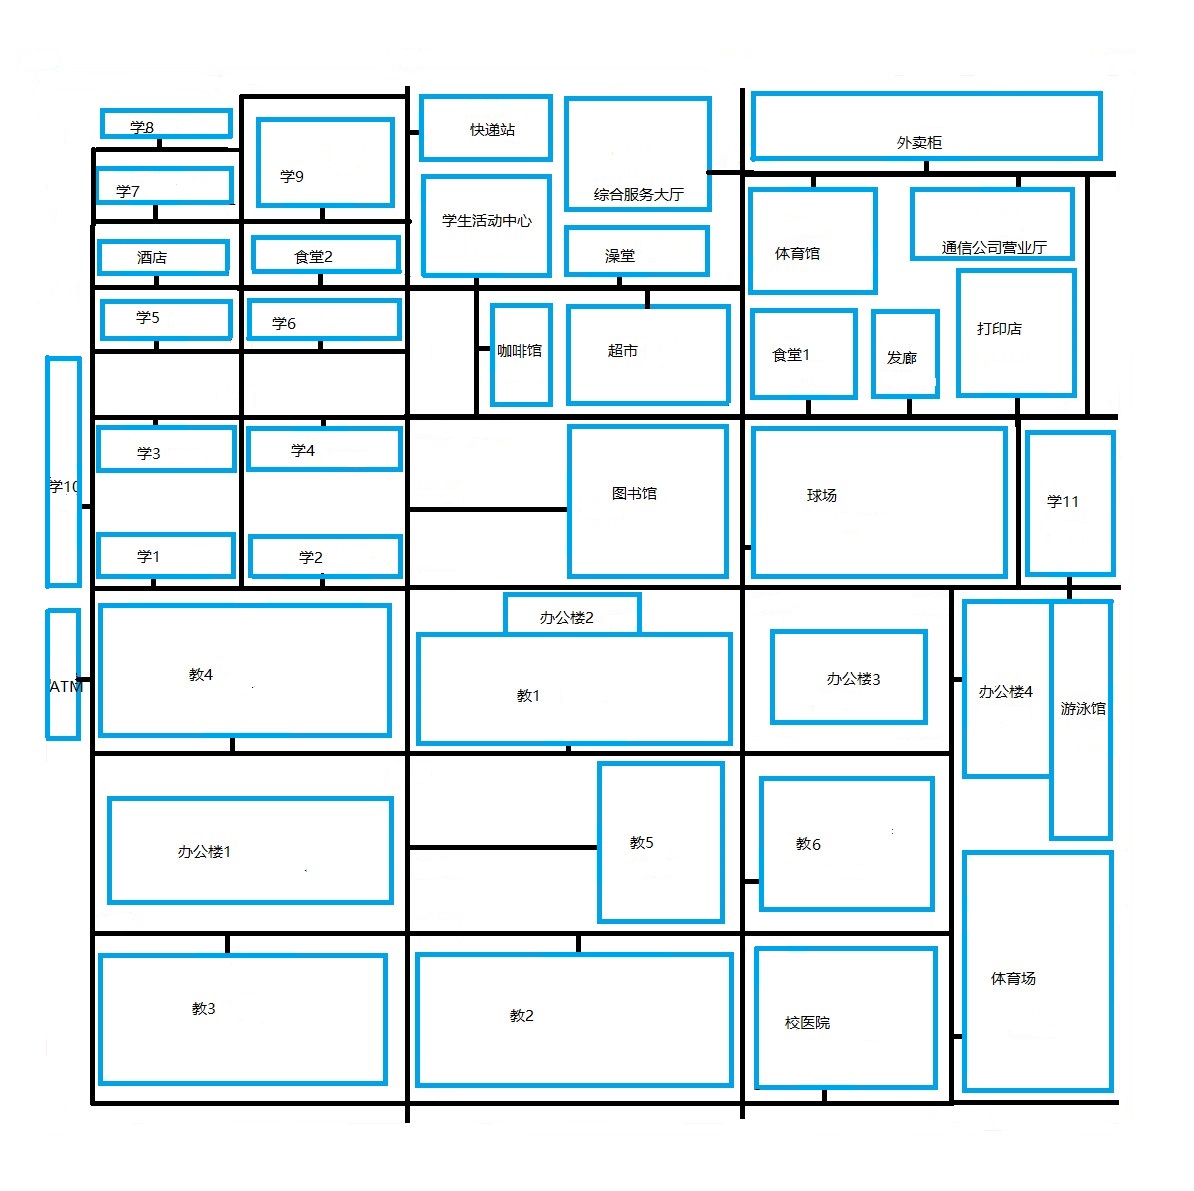 学8
快递站
外卖柜
学7
学9
综合服务大厅
学生活动中心
酒店
食堂2
澡堂
体育馆
通信公司营业厅
学5
学6
咖啡馆
超市
食堂1
发廊
打印店
学10
学3
学4
图书馆
球场
学11
学1
学2
ATM
教4
办公楼2
教1
办公楼3
办公楼4
游泳馆
办公楼1
教5
教6
教3
教2
校医院
体育场